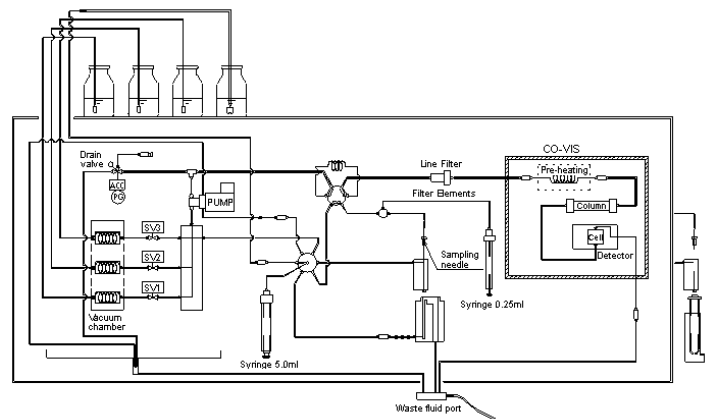 CO-VIS
Drain
valve
Line Filter
Pre-heating
ACC
PG
PUMP
Filter Elements
Column
SV3
Cell
Detector
SV2
Sampling
needle
SV1
Syringe 0.25ml
Vacuum
chamber
Syringe 5.0ml
Waste fluid port